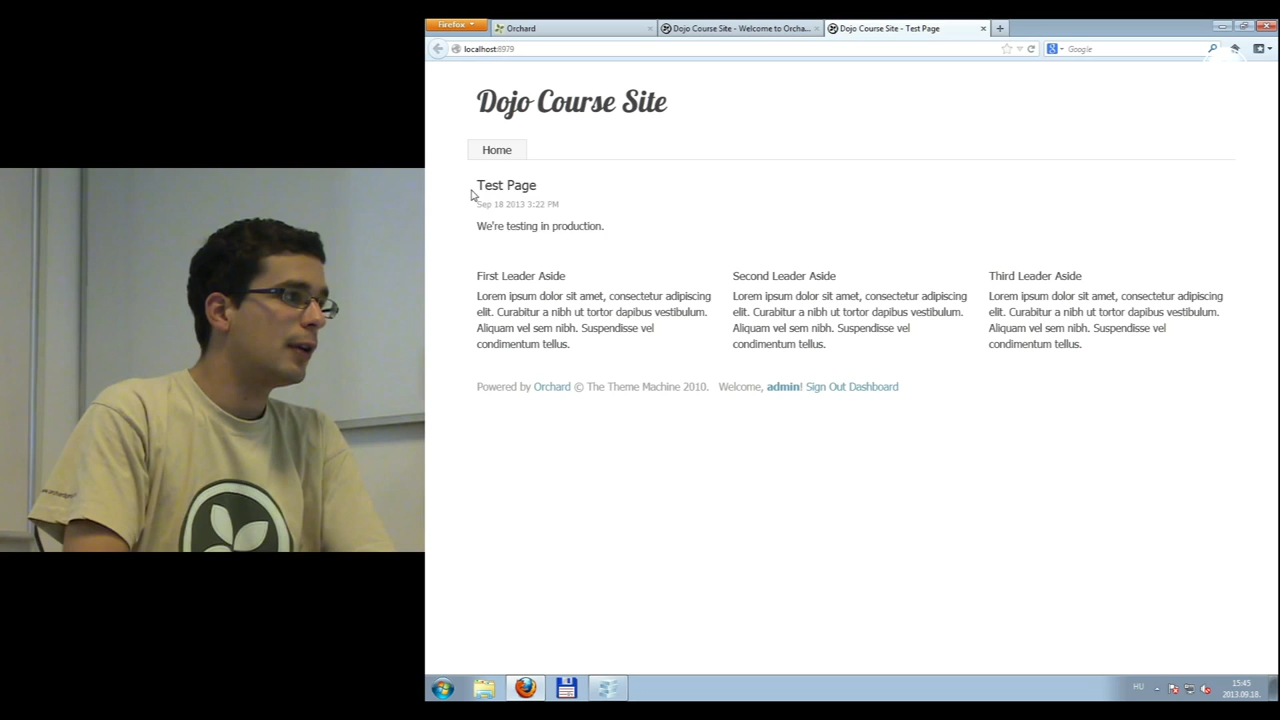 Firefox
Orchard
Dojo Course Site - Welcome to Orcha...
Dojo Course Site - Test Page
localhost:8979
Google
Dojo Course Site
Home
Test Page
Sep 18 2013 3:22 PM
We're testing in production.
First Leader Aside
Lorem ipsum dolor sit amet, consectetur adipiscing
elit. Curabitur a nibh ut tortor dapibus vestibulum.
Aliquam vel sem nibh. Suspendisse vel
condimentum tellus.
Second Leader Aside
Lorem ipsum dolor sit amet, consectetur adipiscing
elit. Curabitur a nibh ut tortor dapibus vestibulum.
Aliquam vel sem nibh. Suspendisse vel
condimentum tellus.
Third Leader Aside
Lorem ipsum dolor sit amet, consectetur adipiscing
elit. Curabitur a nibh ut tortor dapibus vestibulum.
Aliquam vel sem nibh. Suspendisse vel
condimentum tellus.
Powered by Orchard © The Theme Machine 2010. Welcome, admin! Sign Out Dashboard
HU
15:45
2013.09.18.